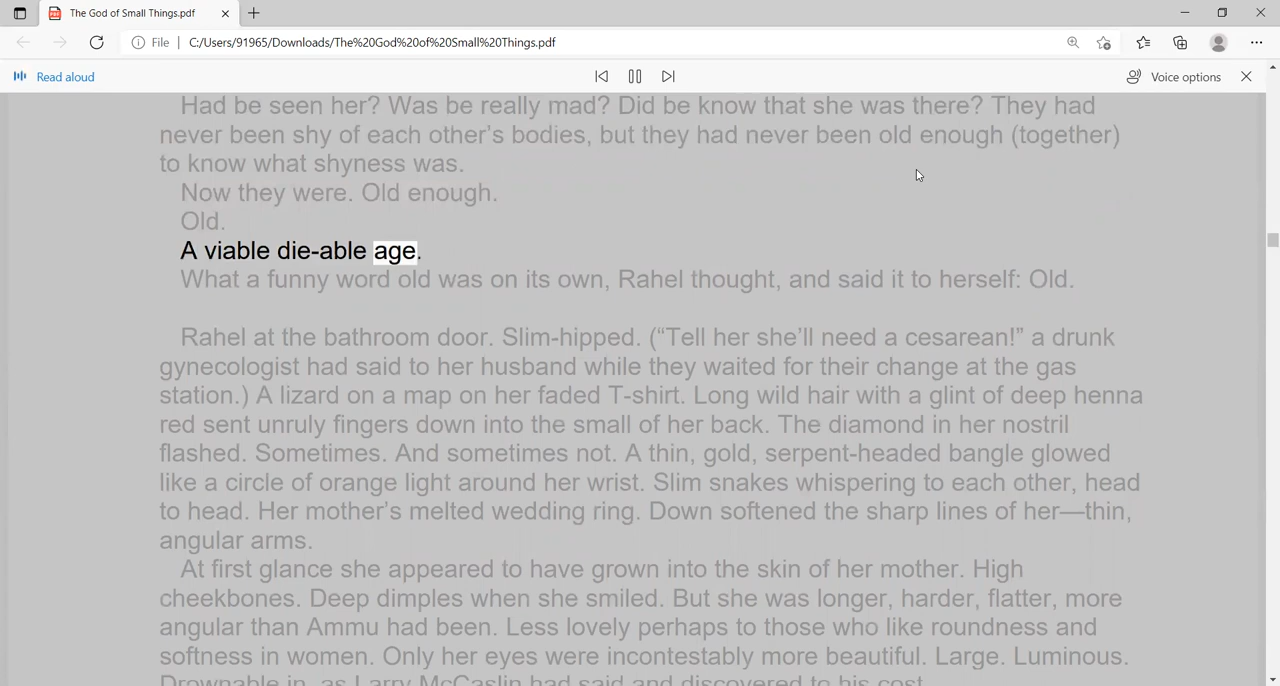 The God of Small Things.pdf
File | C:/Users/91965/Downloads/The%20God%20of%20Small%20Things.pdf
Read aloud
Voice options
Had be seen her? Was be really mad? Did be know that she was there? They had
never been shy of each other's bodies, but they had never been old enough (together)
to know what shyness was.
Now they were. Old enough.
Old.
A viable die-able age.
What a funny word old was on its own, Rahel thought, and said it to herself: Old.
Rahel at the bathroom door. Slim-hipped. (“Tell her she’ll need a cesarean!” a drunk
gynecologist had said to her husband while they waited for their change at the gas
station.) A lizard on a map on her faded T-shirt. Long wild hair with a glint of deep henna
red sent unruly fingers down into the small of her back. The diamond in her nostril
flashed. Sometimes. And sometimes not. A thin, gold, serpent-headed bangle glowed
like a circle of orange light around her wrist. Slim snakes whispering to each other, head
to head. Her mother’s melted wedding ring. Down softened the sharp lines of her—thin,
angular arms.
At first glance she appeared to have grown into the skin of her mother. High
cheekbones. Deep dimples when she smiled. But she was longer, harder, flatter, more
angular than Ammu had been. Less lovely perhaps to those who like roundness and
softness in women. Only her eyes were incontestably more beautiful. Large. Luminous.
Drownable in, as Larry McCaslin had said and discovered to his cost.